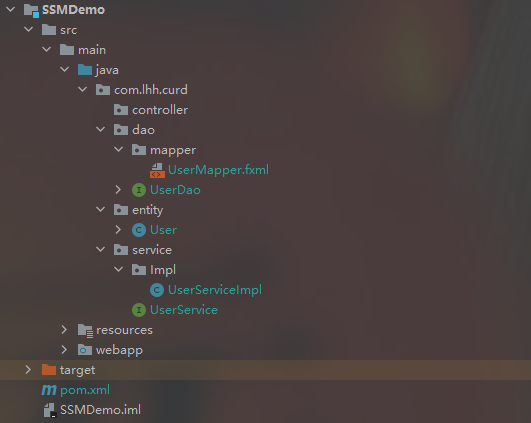 SSMDemo
src
main
java
com.lhh.curd
controller
dao
mapper
UserMapper.fxml
UserDao
entity
User
service
Impl
UserServiceImpl
UserService
resources
webapp
target
pom.xml
SSMDemo.iml